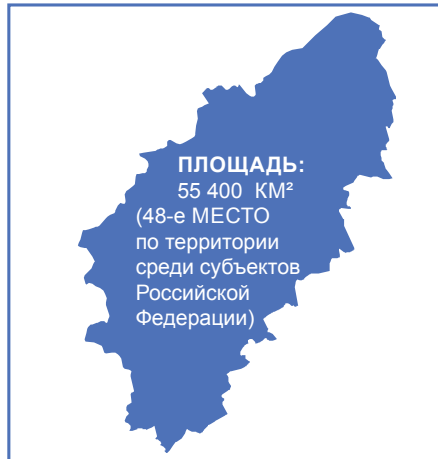 ПЛОЩАДЬ:
55 400 КМ²
(48-е МЕСТО
по территории
среди субъектов
Российской
Федерации)